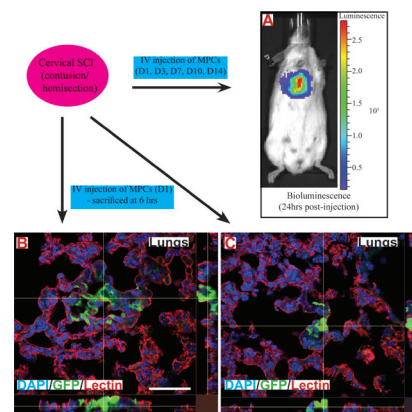 A
Luminescence
Cervical SCI
(contusion/
hemisection)
IV injection of MPCs
(D1, D3, D7, D10, D14)
2.5
2.0
1.5
1.0
0.5
IV injection of MPCs (D1)
- sacrificed at 6 hrs
Bioluminescence
(24hrs post-injection)
B
Lungs
DAPI/GFP/Lectin
C
Lungs
DAPI/GFP/Lectin